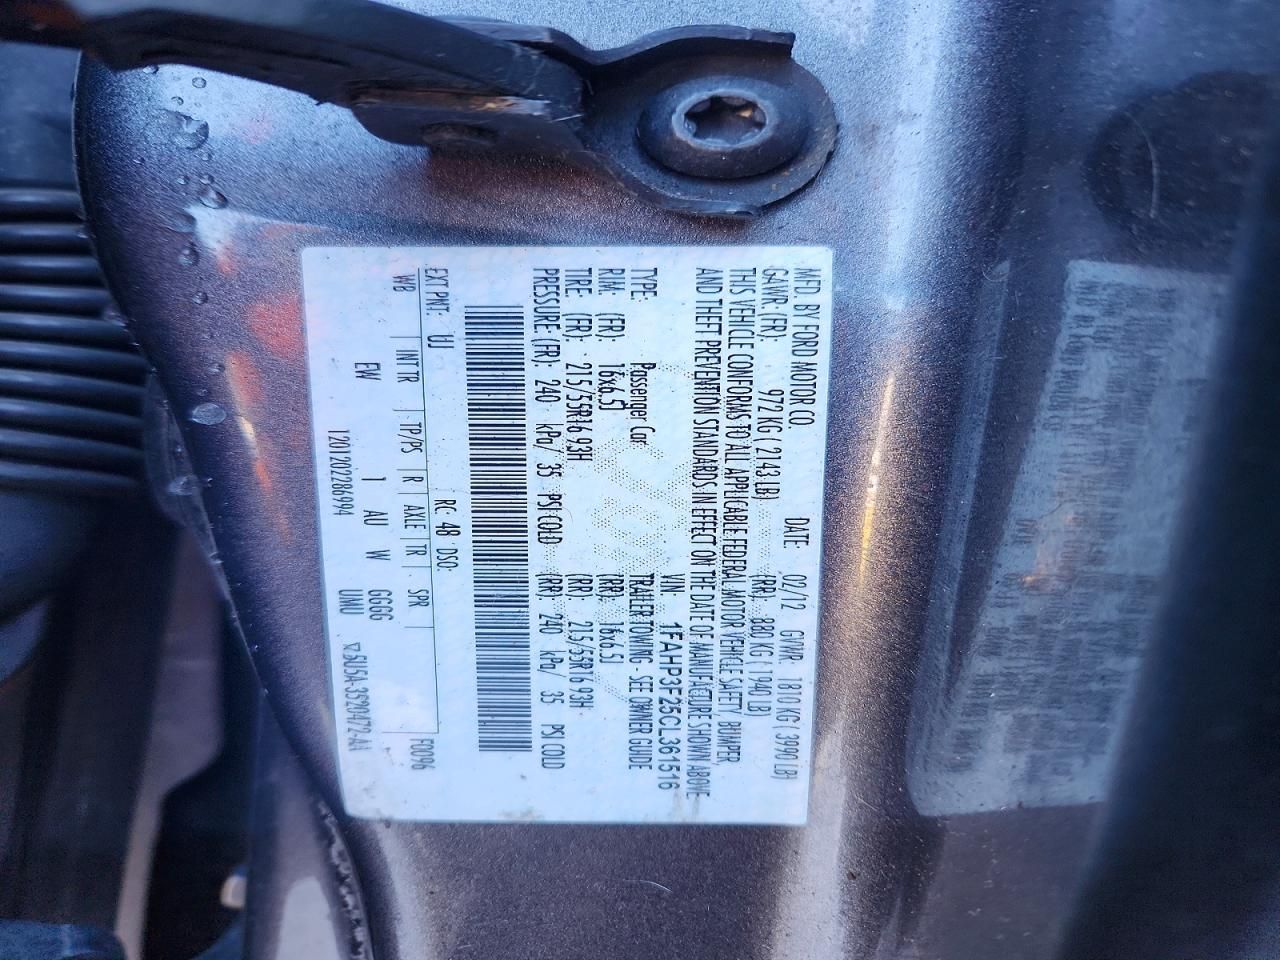 MFD. BY FORD MOTOR CO. DATE: 02/12 GVWR: 1810 KG ( 3990 LB)
GAWR: (FR): 972 KG ( 2143 LB) (RR): 880 KG ( 1940 LB)
THIS VEHICLE CONFORMS TO ALL APPLICABLE FEDERAL MOTOR VEHICLE SAFETY, BUMPER,
AND THEFT PREVENTION STANDARDS IN EFFECT ON THE DATE OF MANUFACTURE SHOWN ABOVE.
VIN 1FAHP3F25CL361516
TYPE: Passenger Car TRAILER TOWING - SEE OWNER GUIDE
RIM: (FR): 16x6.5J (RR): 16x6.5J
TIRE: (FR): 215/55R16 93H (RR): 215/55R16 93H
PRESSURE: (FR): 240 kPa/ 35 PSI COLD (RR): 240 kPa/ 35 PSI COLD
EXT PNT: UJ RC: 48 DSO: F0096
WB INT TR TP/PS R AXLE TR SPR
EW 1 AU W GGGG
1201202286994 UNU 5U5A-3520472-AA